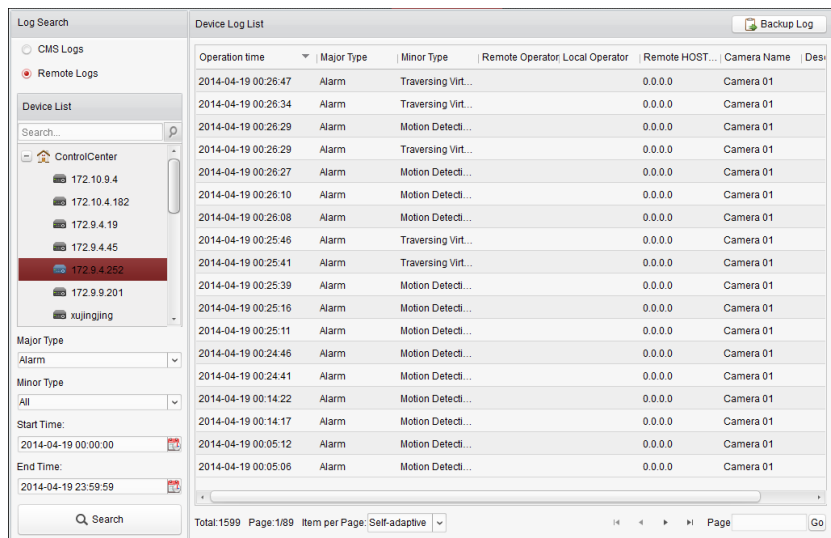 Log Search
CMS Logs
Remote Logs
Device List
Search...
ControlCenter
172.10.9.4
172.10.4.182
172.9.4.19
172.9.4.45
172.9.4.252
172.9.9.201
xujingjing
Major Type
Alarm
Minor Type
All
Start Time:
2014-04-19 00:00:00
End Time:
2014-04-19 23:59:59
Search
Device Log List
Backup Log
Operation time Major Type Minor Type Remote Operator Local Operator Remote HOST... Camera Name Des
2014-04-19 00:26:47 Alarm Traversing Virt... 0.0.0.0 Camera 01
2014-04-19 00:26:34 Alarm Traversing Virt... 0.0.0.0 Camera 01
2014-04-19 00:26:29 Alarm Motion Detecti... 0.0.0.0 Camera 01
2014-04-19 00:26:29 Alarm Traversing Virt... 0.0.0.0 Camera 01
2014-04-19 00:26:27 Alarm Motion Detecti... 0.0.0.0 Camera 01
2014-04-19 00:26:10 Alarm Motion Detecti... 0.0.0.0 Camera 01
2014-04-19 00:26:08 Alarm Motion Detecti... 0.0.0.0 Camera 01
2014-04-19 00:25:46 Alarm Traversing Virt... 0.0.0.0 Camera 01
2014-04-19 00:25:41 Alarm Traversing Virt... 0.0.0.0 Camera 01
2014-04-19 00:25:39 Alarm Motion Detecti... 0.0.0.0 Camera 01
2014-04-19 00:25:16 Alarm Motion Detecti... 0.0.0.0 Camera 01
2014-04-19 00:25:11 Alarm Motion Detecti... 0.0.0.0 Camera 01
2014-04-19 00:24:46 Alarm Motion Detecti... 0.0.0.0 Camera 01
2014-04-19 00:24:41 Alarm Motion Detecti... 0.0.0.0 Camera 01
2014-04-19 00:14:22 Alarm Motion Detecti... 0.0.0.0 Camera 01
2014-04-19 00:14:17 Alarm Motion Detecti... 0.0.0.0 Camera 01
2014-04-19 00:05:12 Alarm Motion Detecti... 0.0.0.0 Camera 01
2014-04-19 00:05:06 Alarm Motion Detecti... 0.0.0.0 Camera 01
Total:1599 Page:1/89 Item per Page: Self-adaptive Page Go